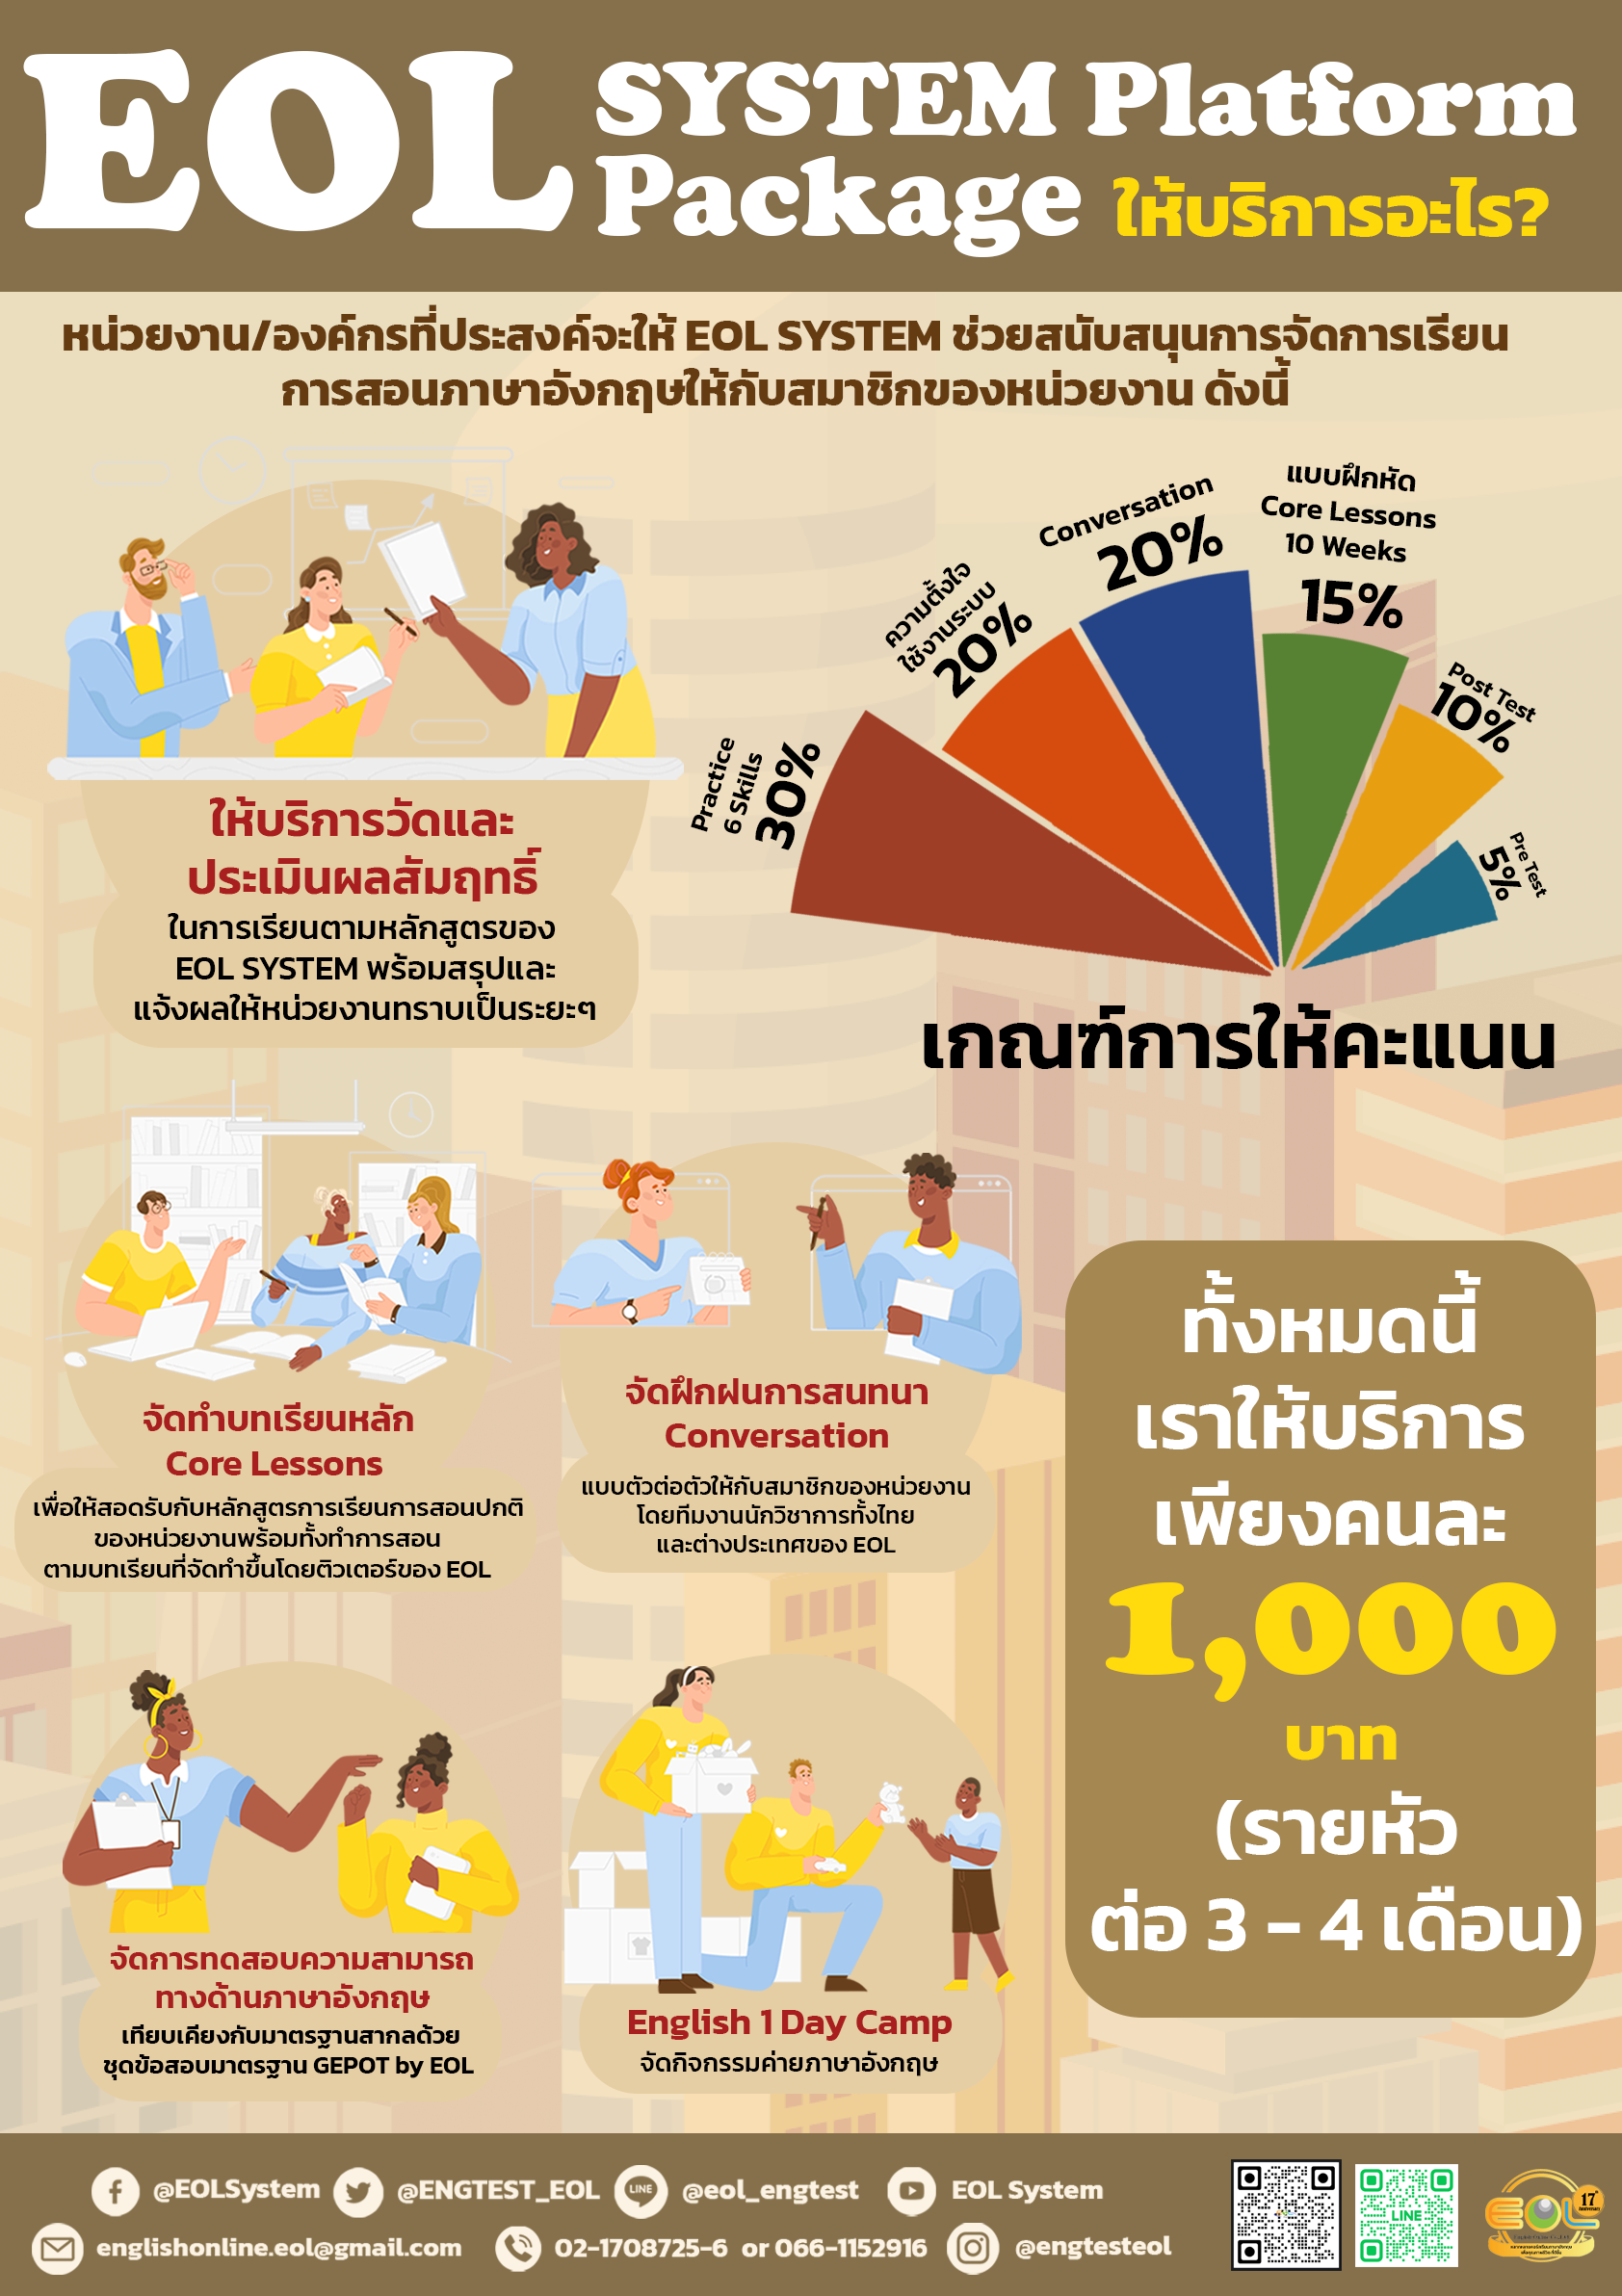 EOL SYSTEM Platform
Package ให้บริการอะไร?
หน่วยงาน/องค์กรที่ประสงค์จะให้ EOL SYSTEM ช่วยสนับสนุนการจัดการเรียน
การสอนภาษาอังกฤษให้กับสมาชิกของหน่วยงาน ดังนี้
ให้บริการวัดและ
ประเมินผลสัมฤทธิ์
ในการเรียนตามหลักสูตรของ
EOL SYSTEM พร้อมสรุปและ
แจ้งผลให้หน่วยงานทราบเป็นระยะๆ
Practice
6 Skills
30%
ความตั้งใจ
ใช้งานระบบ
20%
Conversation
20%
แบบฝึกหัด
Core Lessons
10 Weeks
15%
Post Test
10%
Pre Test
5%
เกณฑ์การให้คะแนน
จัดทำบทเรียนหลัก
Core Lessons
เพื่อให้สอดรับกับหลักสูตรการเรียนการสอนปกติ
ของหน่วยงานพร้อมทั้งทำการสอน
ตามบทเรียนที่จัดทำขึ้นโดยติวเตอร์ของ EOL
จัดฝึกฝนการสนทนา
Conversation
แบบตัวต่อตัวให้กับสมาชิกของหน่วยงาน
โดยทีมงานนักวิชาการทั้งไทย
และต่างประเทศของ EOL
ทั้งหมดนี้
เราให้บริการ
เพียงคนละ
1,000
บาท
(รายหัว
ต่อ 3 - 4 เดือน)
จัดการทดสอบความสามารถ
ทางด้านภาษาอังกฤษ
เทียบเคียงกับมาตรฐานสากลด้วย
ชุดข้อสอบมาตรฐาน GEPOT by EOL
English 1 Day Camp
จัดกิจกรรมค่ายภาษาอังกฤษ
@EOLSystem
@ENGTEST_EOL
LINE
@eol_engtest
EOL System
englishonline.eol@gmail.com
02-1708725-6 or 066-1152916
@engtesteol
LINE
EOL
17